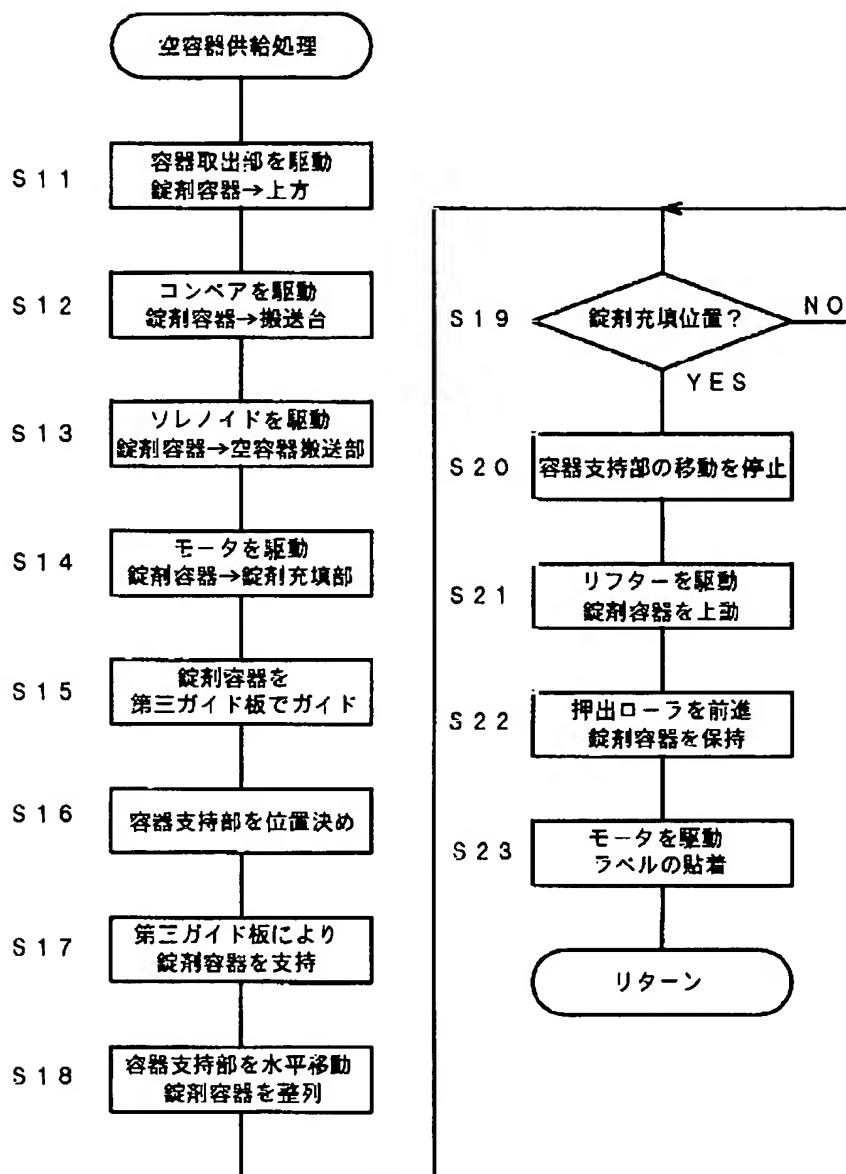 空容器供給処理
S11
容器取出部を駆動
錠剤容器→上方
S12
コンベアを駆動
錠剤容器→搬送台
S13
ソレノイドを駆動
錠剤容器→空容器搬送部
S14
モータを駆動
錠剤容器→錠剤充填部
S15
錠剤容器を
第三ガイド板でガイド
S16
容器支持部を位置決め
S17
第三ガイド板により
錠剤容器を支持
S18
容器支持部を水平移動
錠剤容器を整列
S19
錠剤充填位置?
NO
YES
S20
容器支持部の移動を停止
S21
リフターを駆動
錠剤容器を上動
S22
押出ローラを前進
錠剤容器を保持
S23
モータを駆動
ラベルの貼着
リターン